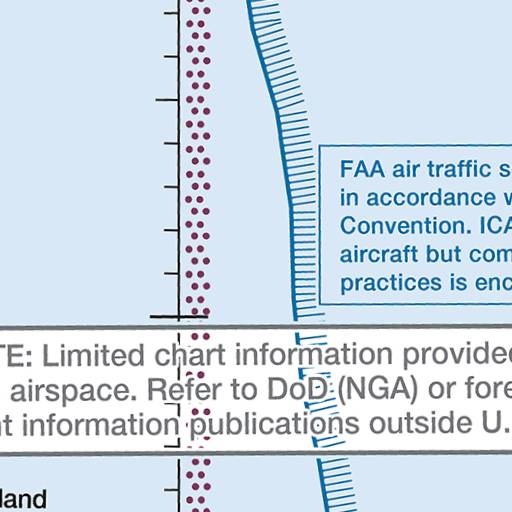 FAA air traffic s
in accordance w
Convention. ICA
aircraft but com
practices is enc
TE: Limited chart information provided
airspace. Refer to DoD (NGA) or fore
t information publications outside U.
land